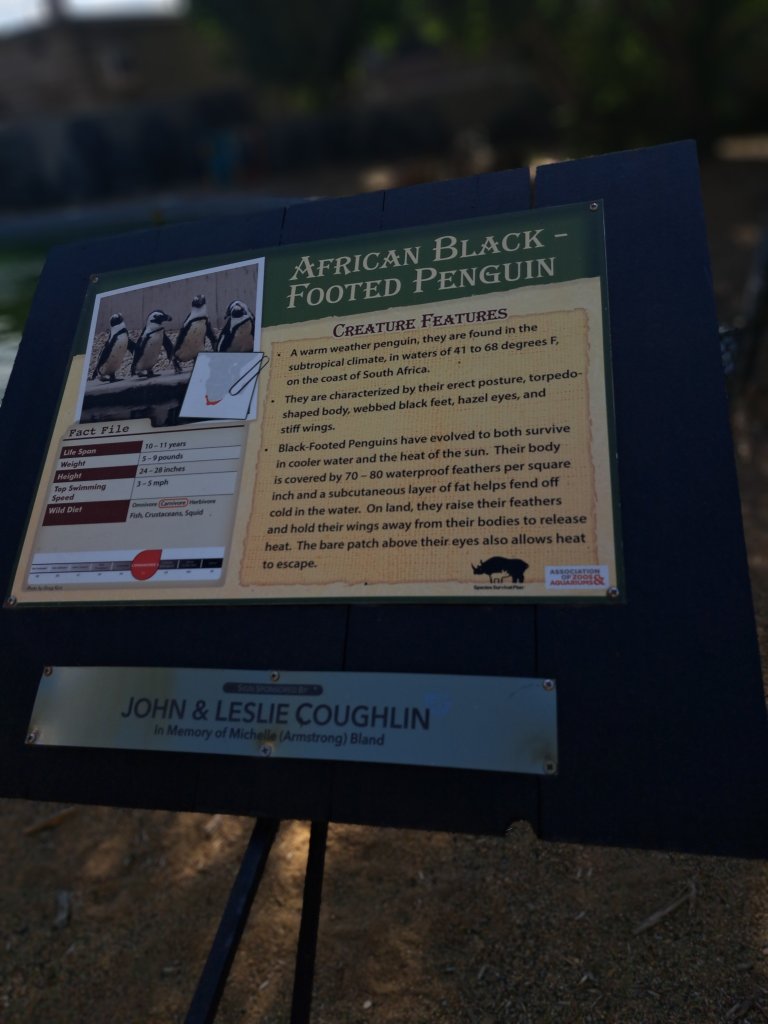 AFRICAN BLACK -
FOOTED PENGUIN
CREATURE FEATURES
• A warm weather penguin, they are found in the
subtropical climate, in waters of 41 to 68 degrees F,
on the coast of South Africa.
• They are characterized by their erect posture, torpedo-
shaped body, webbed black feet, hazel eyes, and
stiff wings.
• Black-Footed Penguins have evolved to both survive
in cooler water and the heat of the sun. Their body
is covered by 70 – 80 waterproof feathers per square
inch and a subcutaneous layer of fat helps fend off
cold in the water. On land, they raise their feathers
and hold their wings away from their bodies to release
heat. The bare patch above their eyes also allows heat
to escape.
Fact File
Life Span 10 – 11 years
Weight 5 – 9 pounds
Height 24 – 28 inches
Top Swimming 3 – 5 mph
Speed
Wild Diet Omnivore Carnivore Herbivore
Fish, Crustaceans, Squid
Species Survival Plan
ASSOCIATION
OF ZOOS
AQUARIUMS &
SIGN SPONSORED BY
JOHN & LESLIE COUGHLIN
in Memory of Michelle (Armstrong) Bland